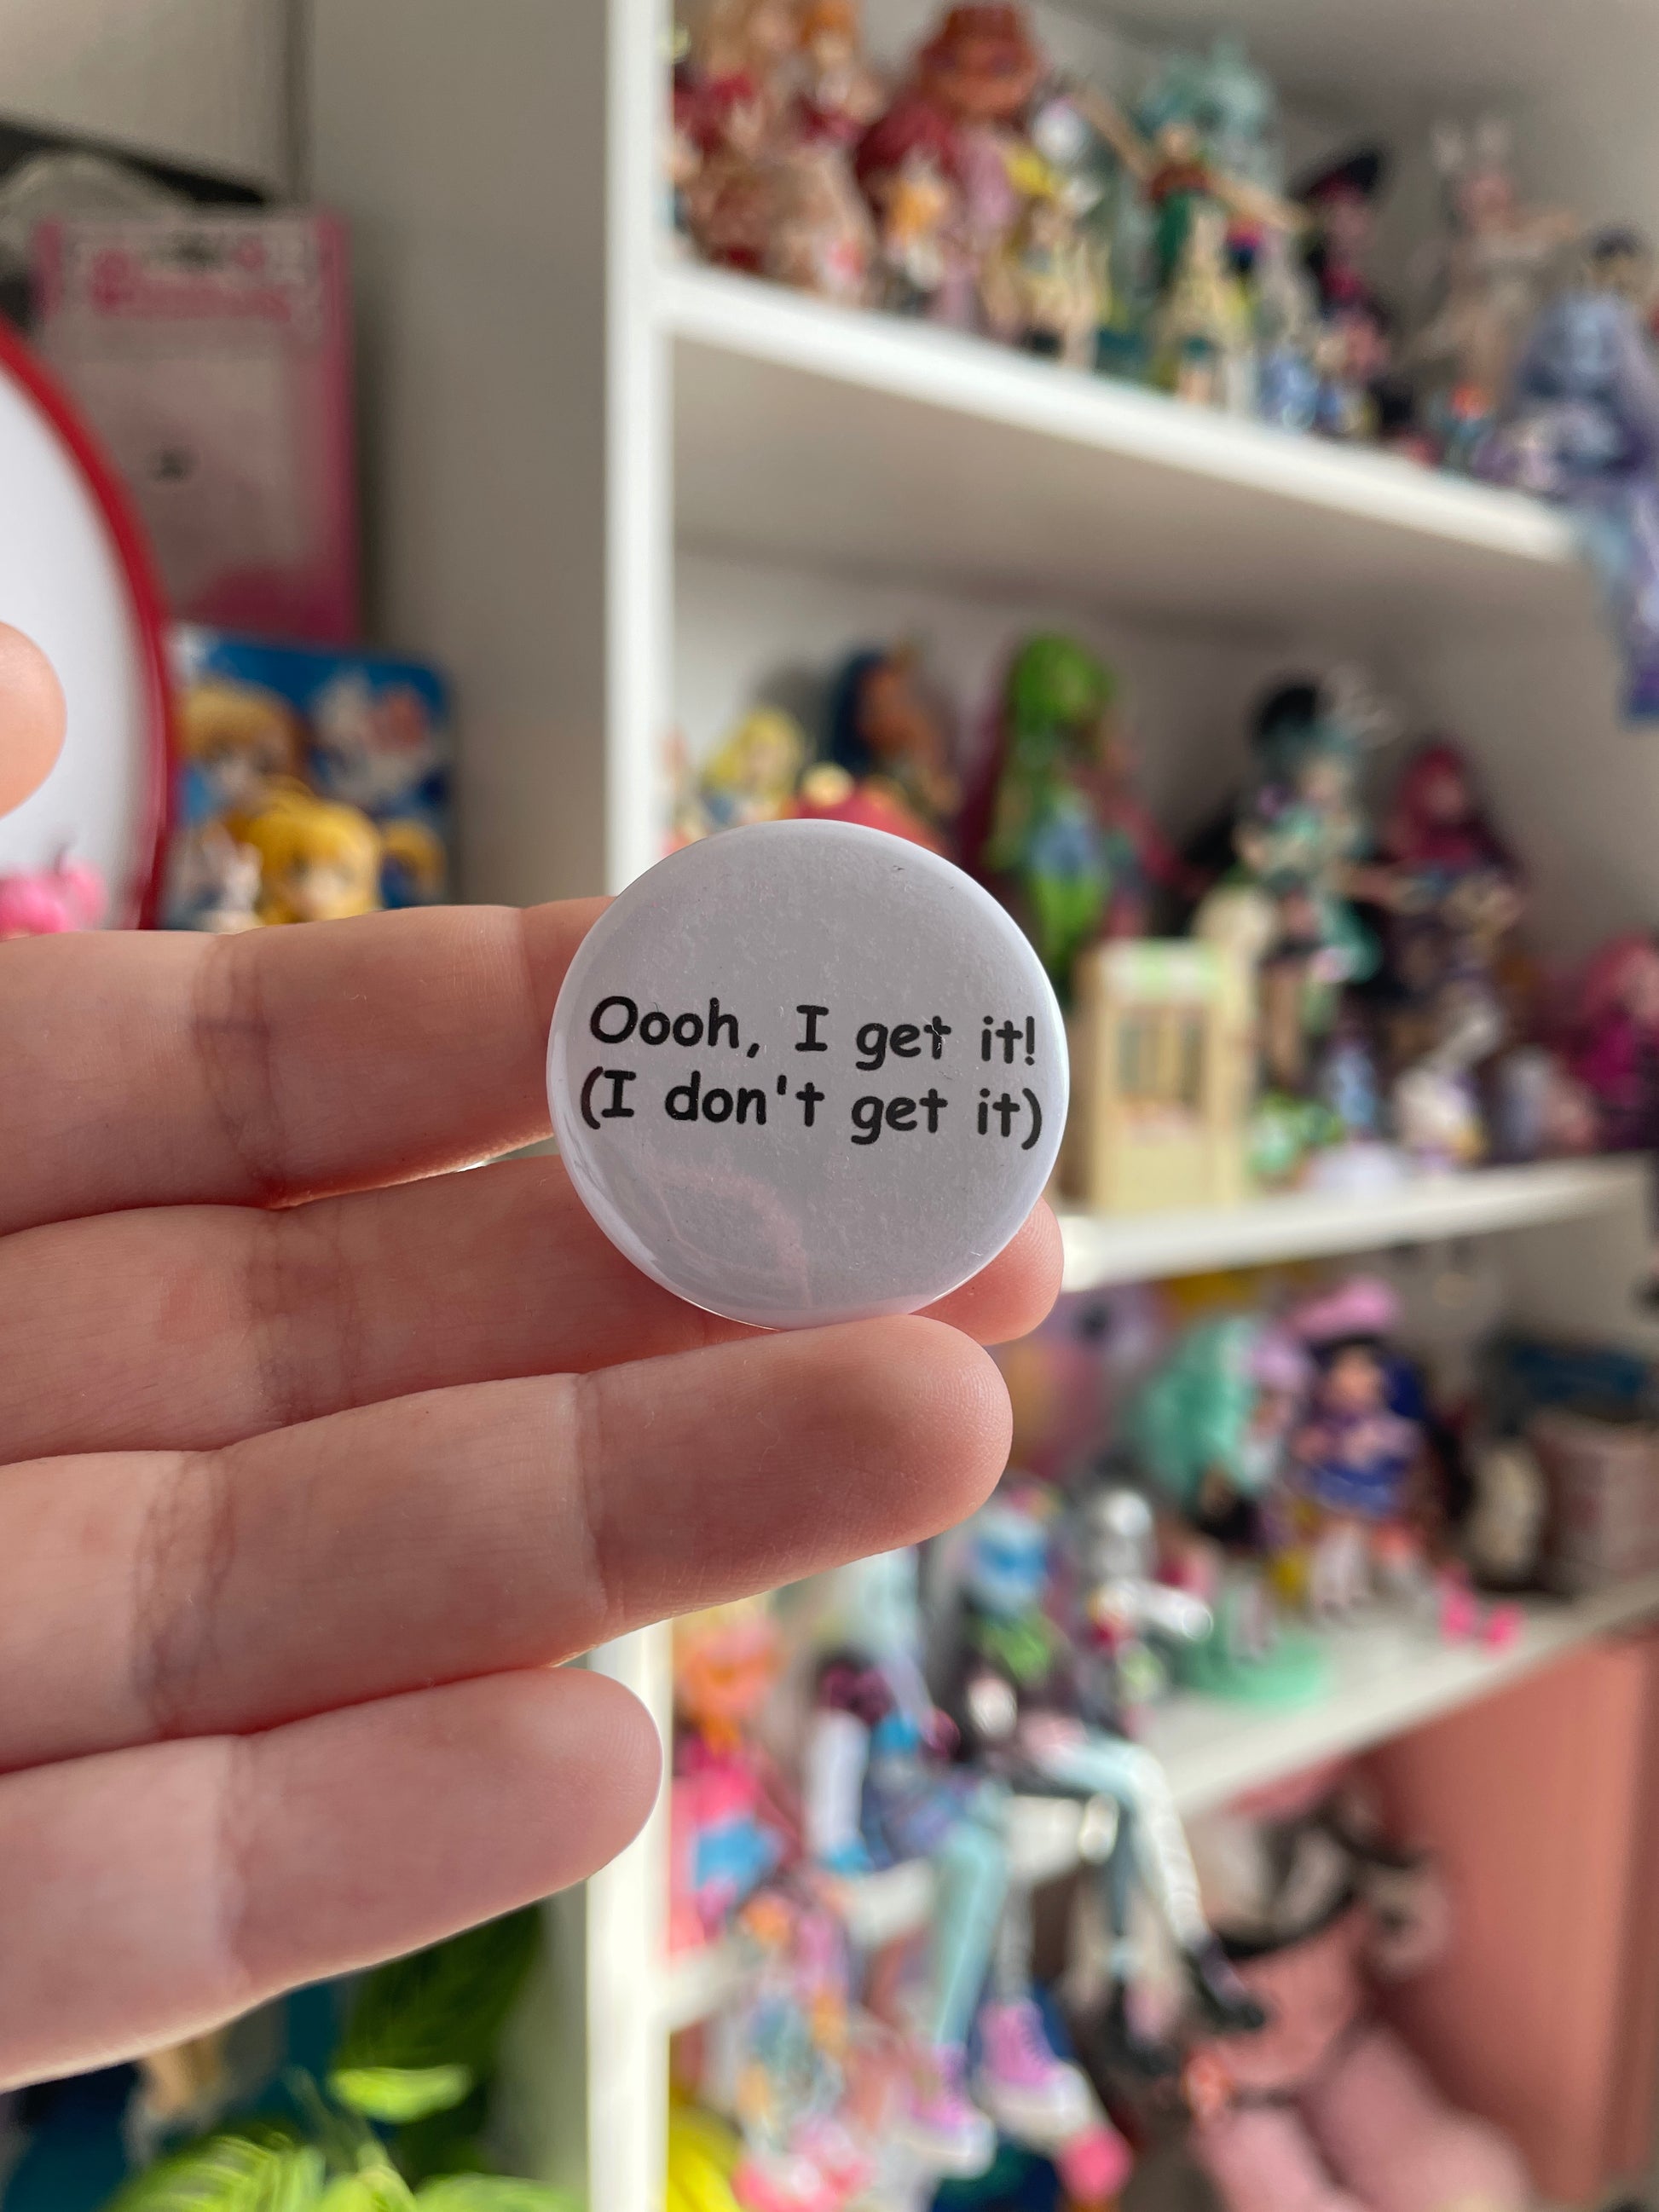 Oooh, I get it!
(I don't get it)